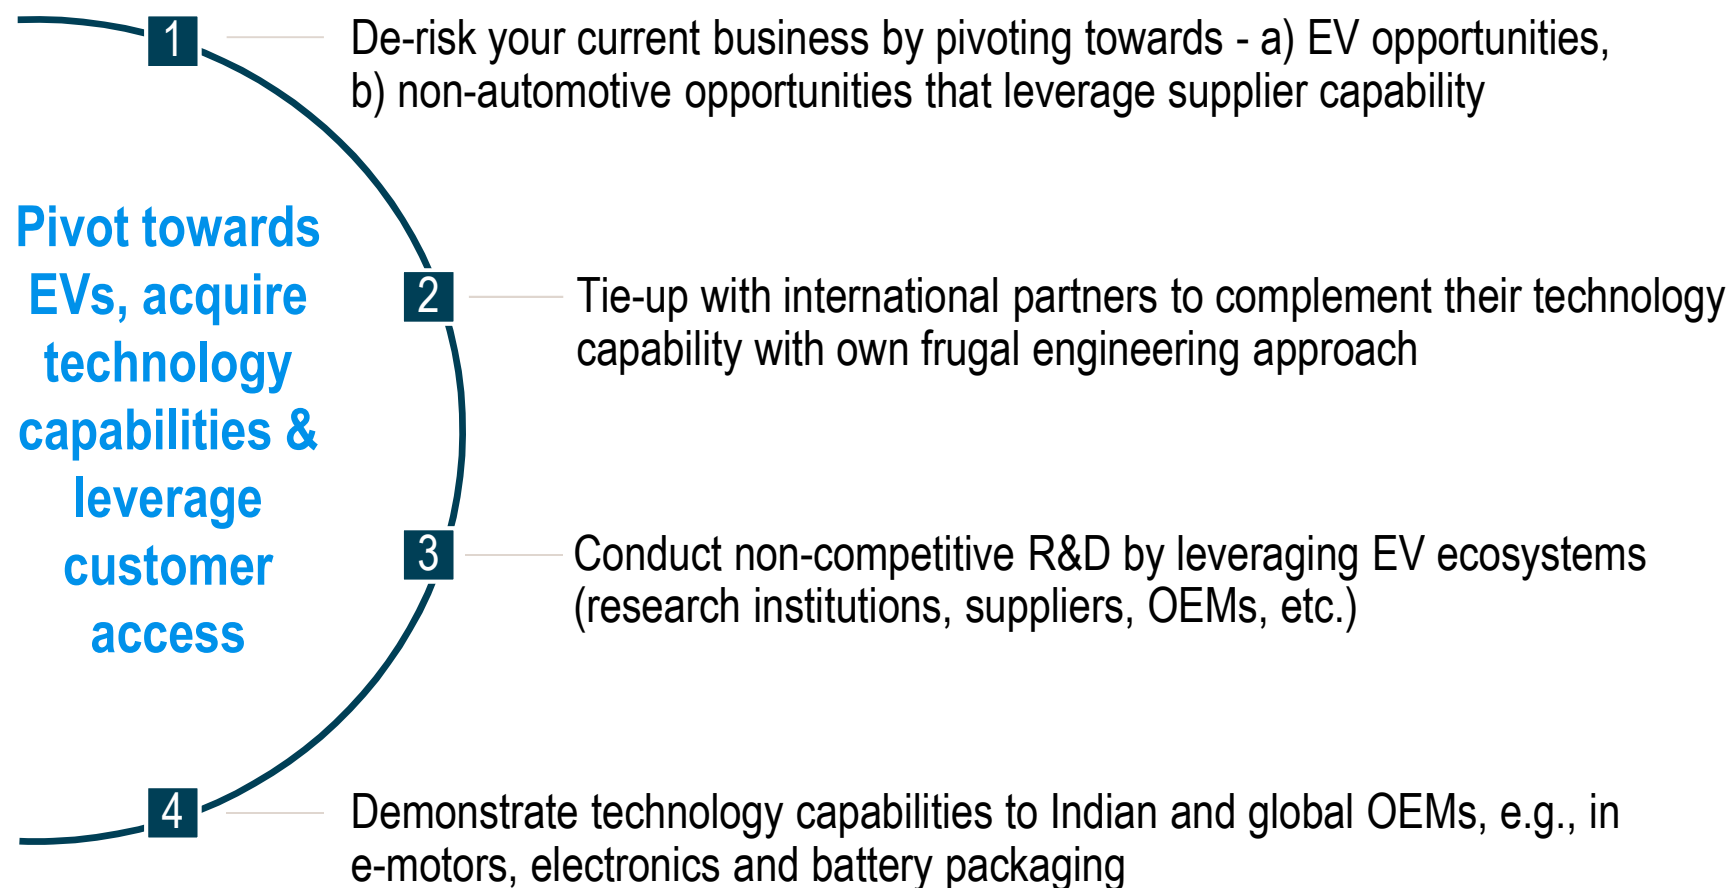 1
De-risk your current business by pivoting towards - a) EV opportunities,
b) non-automotive opportunities that leverage supplier capability
Pivot towards
EVs, acquire
technology
capabilities &
leverage
customer
access
2
Tie-up with international partners to complement their technology
capability with own frugal engineering approach
3
Conduct non-competitive R&D by leveraging EV ecosystems
(research institutions, suppliers, OEMs, etc.)
4
Demonstrate technology capabilities to Indian and global OEMs, e.g., in
e-motors, electronics and battery packaging